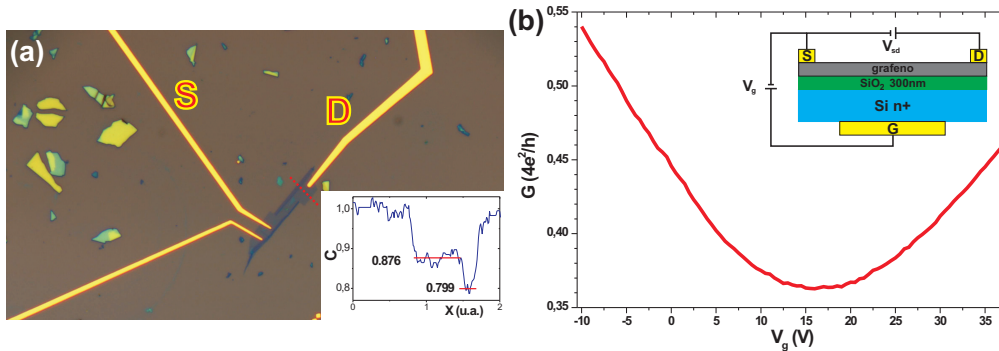 (a)
S
D
1,0
0,9
0,8
C
0.876
0.799
0
1
2
X (u.a.)
(b)
0,55
0,50
0,45
0,40
0,35
G (4e²/h)
-10
-5
0
5
10
15
20
25
30
35
V_g (V)
V_sd
V_g
S
D
grafeno
SiO₂ 300nm
Si n+
G